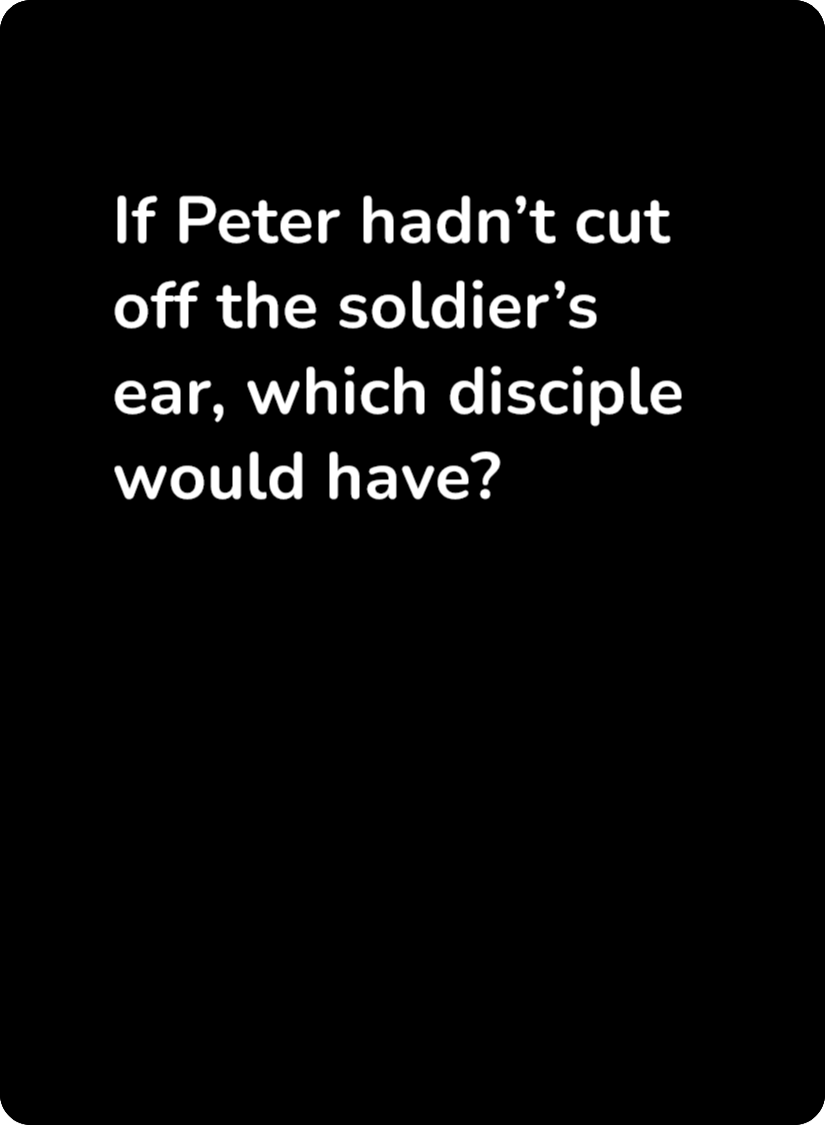 If Peter hadn’t cut
off the soldier’s
ear, which disciple
would have?